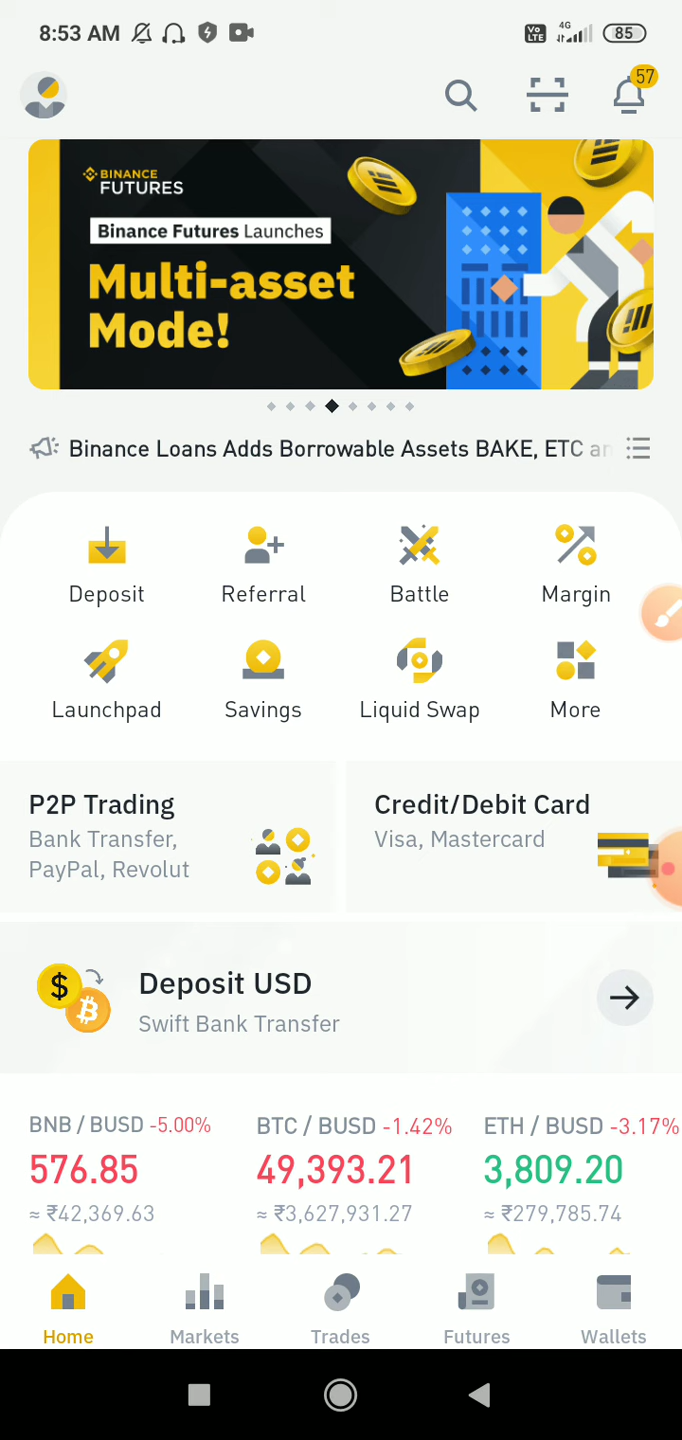 8:53 AM
Vo LTE
4G
85
57
BINANCE
FUTURES
Binance Futures Launches
Multi-asset
Mode!
Binance Loans Adds Borrowable Assets BAKE, ETC an
Deposit Referral Battle Margin
Launchpad Savings Liquid Swap More
P2P Trading
Bank Transfer,
PayPal, Revolut
Credit/Debit Card
Visa, Mastercard
Deposit USD
Swift Bank Transfer
BNB / BUSD -5.00%
576.85
≈ ₹42,369.63
BTC / BUSD -1.42%
49,393.21
≈ ₹3,627,931.27
ETH / BUSD -3.17%
3,809.20
≈ ₹279,785.74
Home Markets Trades Futures Wallets